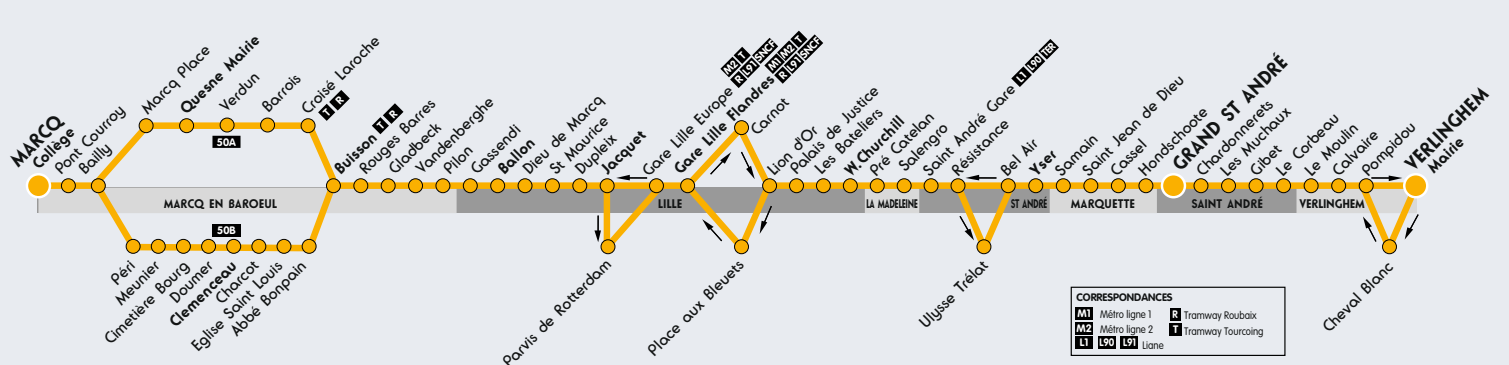 MARCQ
Collège
Pont Courroy
Bailly
Marcq Place
Quesne Mairie
Verdun
Barrois
Croisé Laroche
T R
50A
50B
Péri
Meunier
Cimetière Bourg
Doumer
Clemenceau
Charcot
Eglise Saint Louis
Abbé Bonpain
Buisson T R
Rouges Barres
Gladbeck
Vandenberghe
Pilon
Gassendi
Ballon
Dieu de Marcq
St Maurice
Dupleix
Jacquet
Parvis de Rotterdam
Gare Lille Europe M2 T
R L91 SNCF
Gare Lille Flandres M1 M2 T
R L91 SNCF
Carnot
Place aux Bleuets
Lion d'Or
Palais de Justice
Les Bateliers
W.Churchill
Pré Catelan
Salengro
Saint André Gare L1 L90 TER
Résistance
Ulysse Trélat
Bel Air
Yser
Samain
Saint Jean de Dieu
Cassel
Hondschoote
GRAND ST ANDRÉ
Chardonnerets
Les Muchaux
Gibet
Le Corbeau
Le Moulin
Calvaire
Pompidou
Cheval Blanc
VERLINGHEM
Mairie
MARCQ EN BAROEUL
LILLE
LA MADELEINE
ST ANDRÉ
MARQUETTE
SAINT ANDRÉ
VERLINGHEM
CORRESPONDANCES
M1 Métro ligne 1 R Tramway Roubaix
M2 Métro ligne 2 T Tramway Tourcoing
L1 L90 L91 Liane